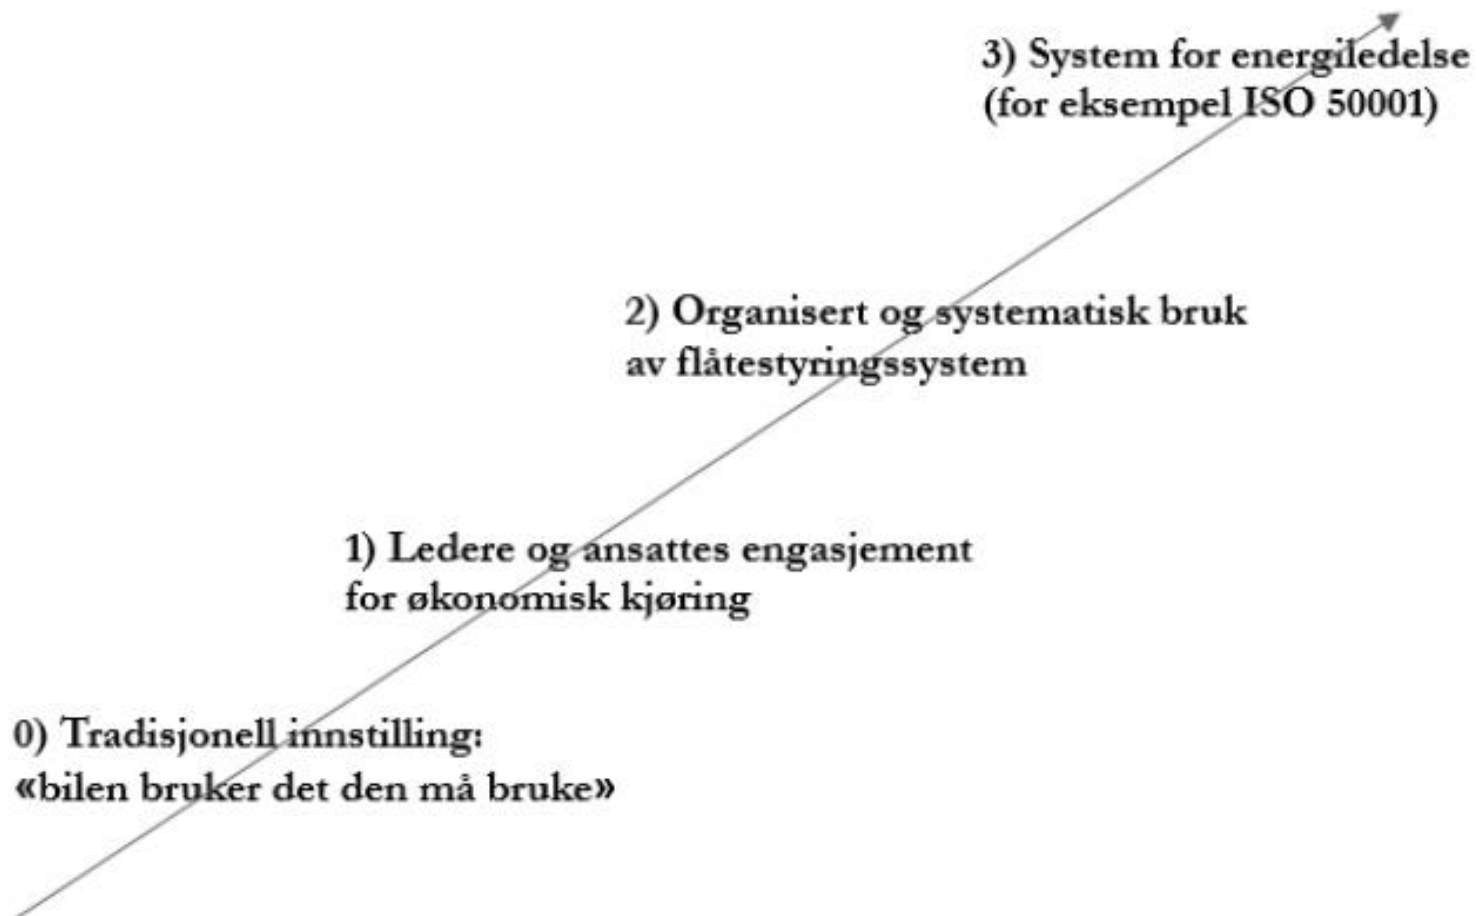 3) System for energiledelse
(for eksempel ISO 50001)
2) Organisert og systematisk bruk
av flåtestyringssystem
1) Ledere og ansattes engasjement
for økonomisk kjøring
0) Tradisjonell innstilling:
«bilen bruker det den må bruke»